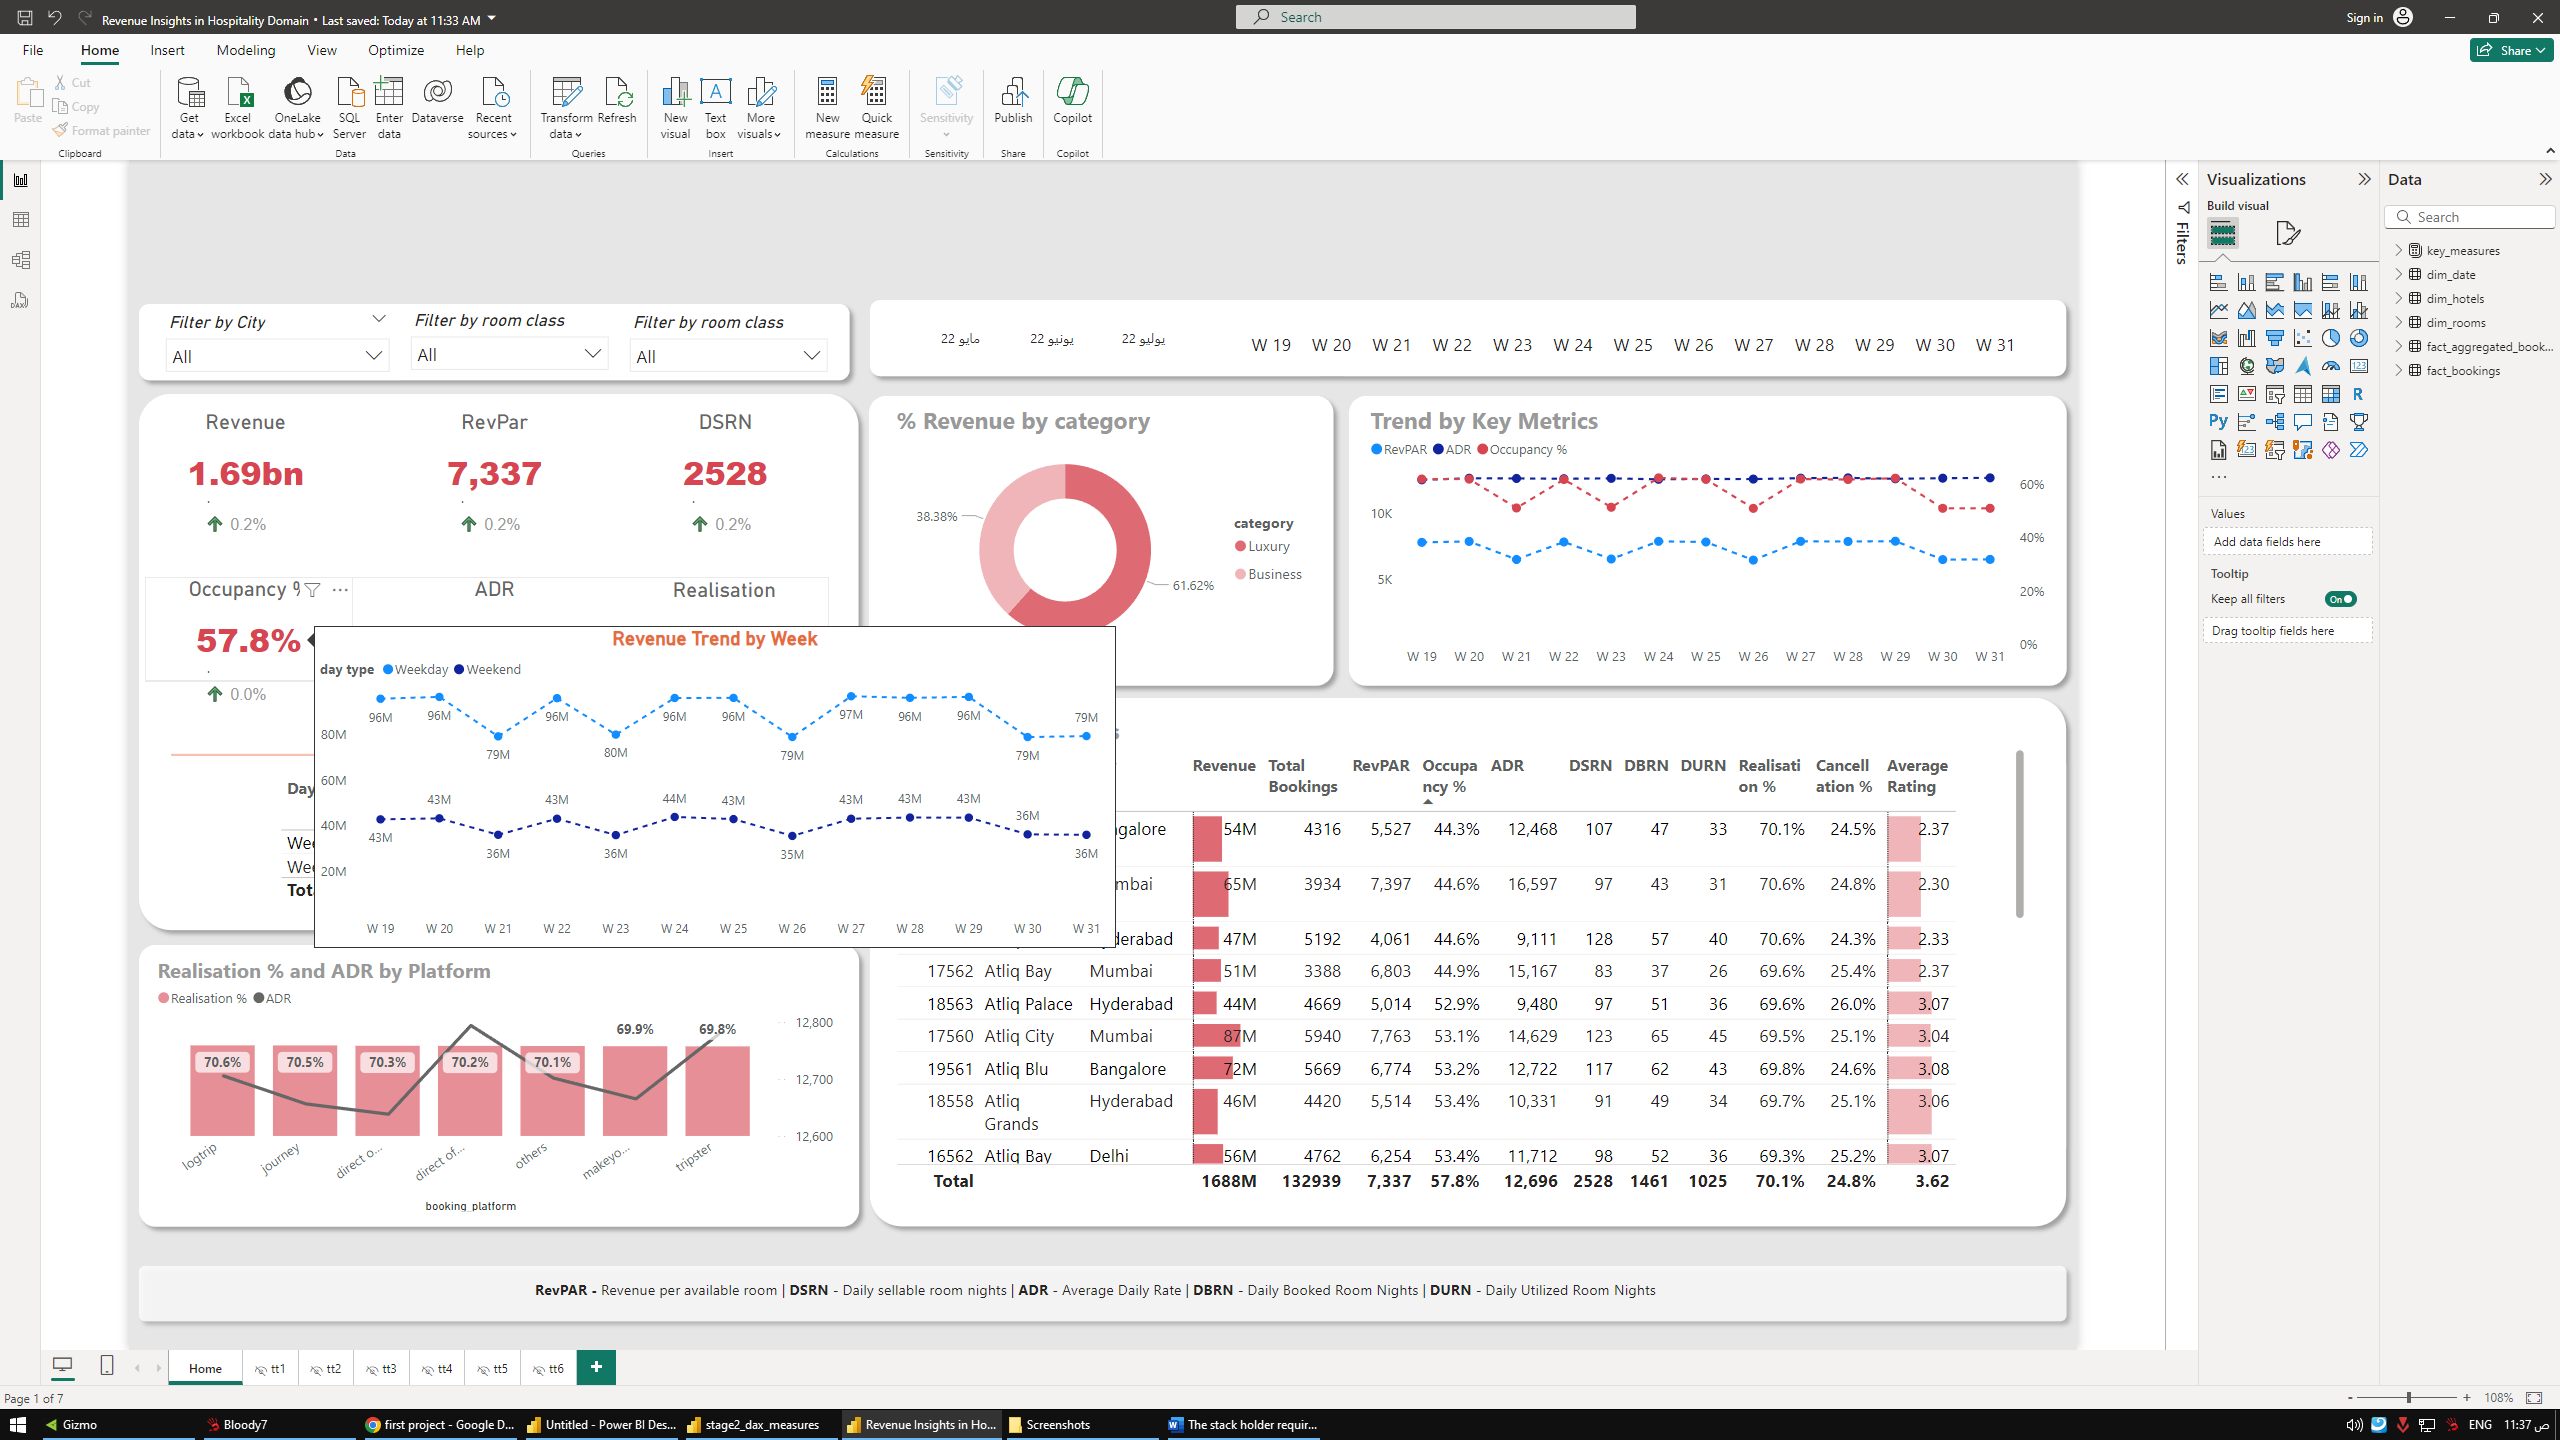 Revenue Insights in Hospitality Domain • Last saved: Today at 11:33 AM
Search
Sign in
File Home Insert Modeling View Optimize Help
Share
Paste
Cut
Copy
Format painter
Clipboard
Get data
Excel workbook
OneLake data hub
SQL Server
Enter data
Dataverse
Recent sources
Data
Transform data
Refresh
Queries
New visual
Text box
More visuals
Insert
New measure
Quick measure
Calculations
Sensitivity
Sensitivity
Publish
Share
Copilot
Copilot
Filter by City
All
Filter by room class
All
Filter by room class
All
مايو 22
يونيو 22
يوليو 22
W 19 W 20 W 21 W 22 W 23 W 24 W 25 W 26 W 27 W 28 W 29 W 30 W 31
Revenue
1.69bn
0.2%
RevPar
7,337
0.2%
DSRN
2528
0.2%
Occupancy
57.8%
0.0%
ADR
Realisation
% Revenue by category
38.38%
61.62%
category
Luxury
Business
Trend by Key Metrics
RevPAR ADR Occupancy %
10K
5K
60%
40%
20%
0%
W 19 W 20 W 21 W 22 W 23 W 24 W 25 W 26 W 27 W 28 W 29 W 30 W 31
Revenue Trend by Week
day type Weekday Weekend
96M 96M 79M 96M 80M 96M 96M 79M 97M 96M 96M 79M 79M
80M
60M
40M
20M
43M 43M 36M 43M 36M 44M 43M 35M 43M 43M 43M 36M 36M
W 19 W 20 W 21 W 22 W 23 W 24 W 25 W 26 W 27 W 28 W 29 W 30 W 31
Day
Tot
Revenue Total Bookings RevPAR Occupancy % ADR DSRN DBRN DURN Realisation % Cancellation % Average Rating
54M 4316 5,527 44.3% 12,468 107 47 33 70.1% 24.5% 2.37
65M 3934 7,397 44.6% 16,597 97 43 31 70.6% 24.8% 2.30
47M 5192 4,061 44.6% 9,111 128 57 40 70.6% 24.3% 2.33
17562 Atliq Bay Mumbai 51M 3388 6,803 44.9% 15,167 83 37 26 69.6% 25.4% 2.37
18563 Atliq Palace Hyderabad 44M 4669 5,014 52.9% 9,480 97 51 36 69.6% 26.0% 3.07
17560 Atliq City Mumbai 87M 5940 7,763 53.1% 14,629 123 65 45 69.5% 25.1% 3.04
19561 Atliq Blu Bangalore 72M 5669 6,774 53.2% 12,722 117 62 43 69.8% 24.6% 3.08
18558 Atliq Grands Hyderabad 46M 4420 5,514 53.4% 10,331 91 49 34 69.7% 25.1% 3.06
16562 Atliq Bay Delhi 56M 4762 6,254 53.4% 11,712 98 52 36 69.3% 25.2% 3.07
Total 1688M 132939 7,337 57.8% 12,696 2528 1461 1025 70.1% 24.8% 3.62
Realisation % and ADR by Platform
Realisation % ADR
70.6% 70.5% 70.3% 70.2% 70.1% 69.9% 69.8%
12,800
12,700
12,600
logtrip journey direct o... direct of... others makeyo... tripster
booking_platform
RevPAR - Revenue per available room | DSRN - Daily sellable room nights | ADR - Average Daily Rate | DBRN - Daily Booked Room Nights | DURN - Daily Utilized Room Nights
Filters
Visualizations
Build visual
Values
Add data fields here
Tooltip
Keep all filters On
Drag tooltip fields here
Data
Search
key_measures
dim_date
dim_hotels
dim_rooms
fact_aggregated_book...
fact_bookings
Home tt1 tt2 tt3 tt4 tt5 tt6
Page 1 of 7
108%
Gizmo
Bloody7
first project - Google D...
Untitled - Power BI Des...
stage2_dax_measures
Revenue Insights in Ho...
Screenshots
The stack holder requir...
ENG
11:37 ص